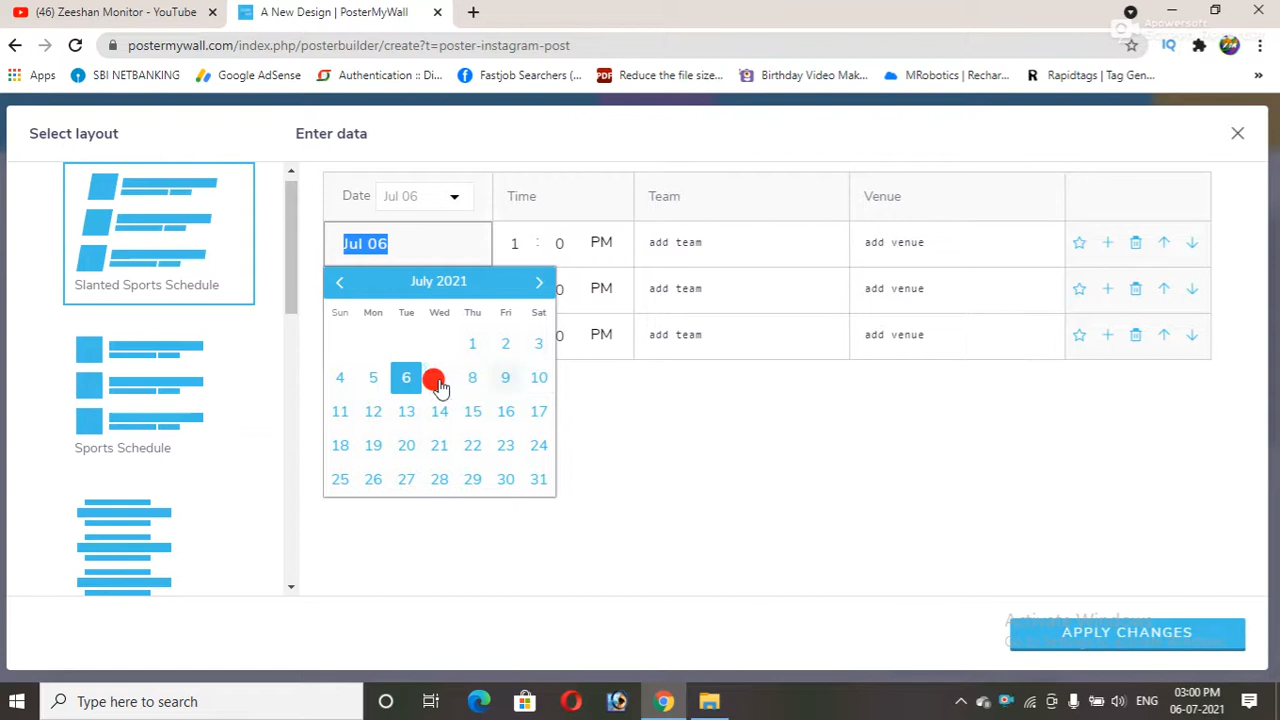 (46) Zeeshan Monitor - YouTube
A New Design | PosterMyWall
Apowersoft
postermywall.com/index.php/posterbuilder/create?t=poster-instagram-post
Apps SBI NETBANKING Google AdSense Authentication :: Di... Fastjob Searchers (... PDF Reduce the file size... Birthday Video Mak... MRobotics | Rechar... R Rapidtags | Tag Gen... »
Select layout
Enter data
Date Jul 06 Time Team Venue
Jul 06 1 : 0 PM add team add venue
0 PM add team add venue
0 PM add team add venue
July 2021
Sun Mon Tue Wed Thu Fri Sat
1 2 3
4 5 6 8 9 10
11 12 13 14 15 16 17
18 19 20 21 22 23 24
25 26 27 28 29 30 31
Slanted Sports Schedule
Sports Schedule
Activate Windows
APPLY CHANGES
Type here to search
ENG
03:00 PM
06-07-2021